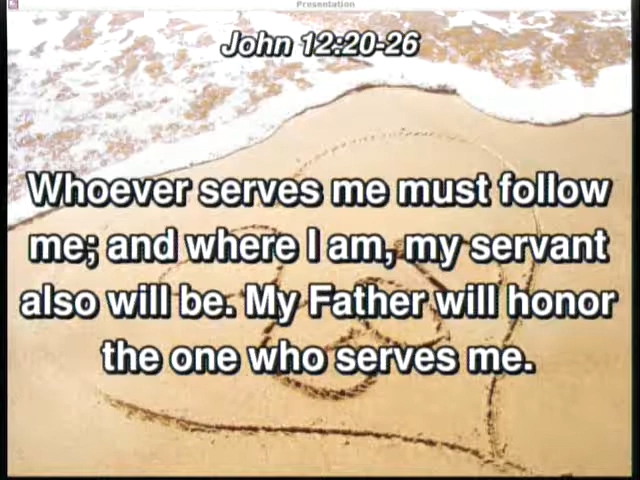 Presentation
John 12:20-26
Whoever serves me must follow
me; and where I am, my servant
also will be. My Father will honor
the one who serves me.